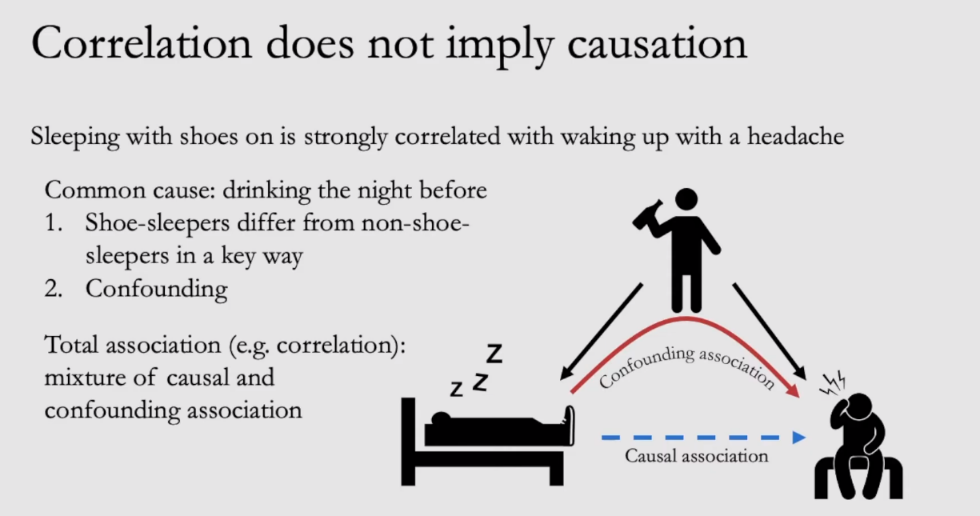 Correlation does not imply causation
Sleeping with shoes on is strongly correlated with waking up with a headache
Common cause: drinking the night before
1. Shoe-sleepers differ from non-shoe-
sleepers in a key way
2. Confounding
Total association (e.g. correlation):
mixture of causal and
confounding association
Z
Z
Z
Confounding association
Causal association